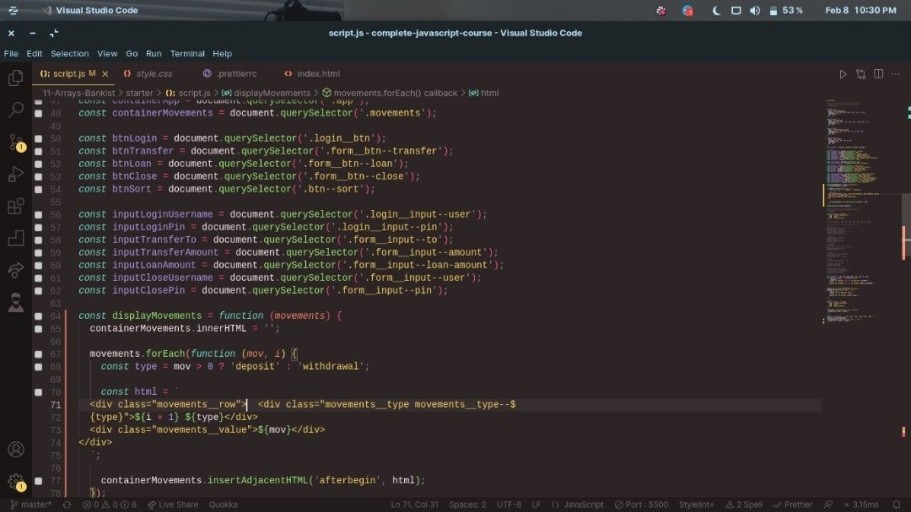 Visual Studio Code
53 %
Feb 8 10:30 PM
script.js - complete-javascript-course - Visual Studio Code
File Edit Selection View Go Run Terminal Help
script.js M
style.css
.prettierrc
index.html
11-Arrays-Bankist > starter > script.js > displayMovements > movements.forEach() callback > html
47 const containerApp = document.querySelector('.app');
48 const containerMovements = document.querySelector('.movements');
49
50 const btnLogin = document.querySelector('.login__btn');
51 const btnTransfer = document.querySelector('.form__btn--transfer');
52 const btnLoan = document.querySelector('.form__btn--loan');
53 const btnClose = document.querySelector('.form__btn--close');
54 const btnSort = document.querySelector('.btn--sort');
55
56 const inputLoginUsername = document.querySelector('.login__input--user');
57 const inputLoginPin = document.querySelector('.login__input--pin');
58 const inputTransferTo = document.querySelector('.form__input--to');
59 const inputTransferAmount = document.querySelector('.form__input--amount');
60 const inputLoanAmount = document.querySelector('.form__input--loan-amount');
61 const inputCloseUsername = document.querySelector('.form__input--user');
62 const inputClosePin = document.querySelector('.form__input--pin');
63
64 const displayMovements = function (movements) {
65 containerMovements.innerHTML = '';
66
67 movements.forEach(function (mov, i) {
68 const type = mov > 0 ? 'deposit' : 'withdrawal';
69
70 const html = `
71 <div class="movements__row"> <div class="movements__type movements__type--$
72 {type}">${i + 1} ${type}</div>
73 <div class="movements__value">${mov}</div>
74 </div>
75 `;
76
77 containerMovements.insertAdjacentHTML('afterbegin', html);
78 });
master* 0 0 8 Live Share Quokka Ln 71, Col 31 Spaces: 2 UTF-8 LF {} JavaScript Port : 5500 StylelInt+ 2 Spell Prettier × 3.15ms